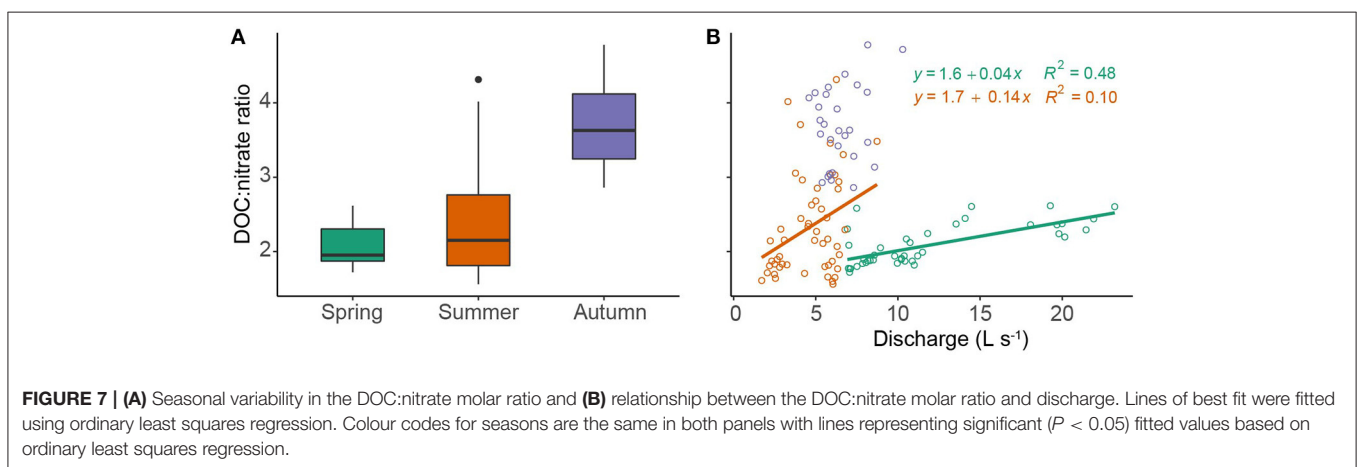 A
B
DOC:nitrate ratio
4
3
2
Spring Summer Autumn
y = 1.6 + 0.04x R² = 0.48
y = 1.7 + 0.14x R² = 0.10
0 5 10 15 20
Discharge (L s⁻¹)
FIGURE 7 | (A) Seasonal variability in the DOC:nitrate molar ratio and (B) relationship between the DOC:nitrate molar ratio and discharge. Lines of best fit were fitted
using ordinary least squares regression. Colour codes for seasons are the same in both panels with lines representing significant (P < 0.05) fitted values based on
ordinary least squares regression.